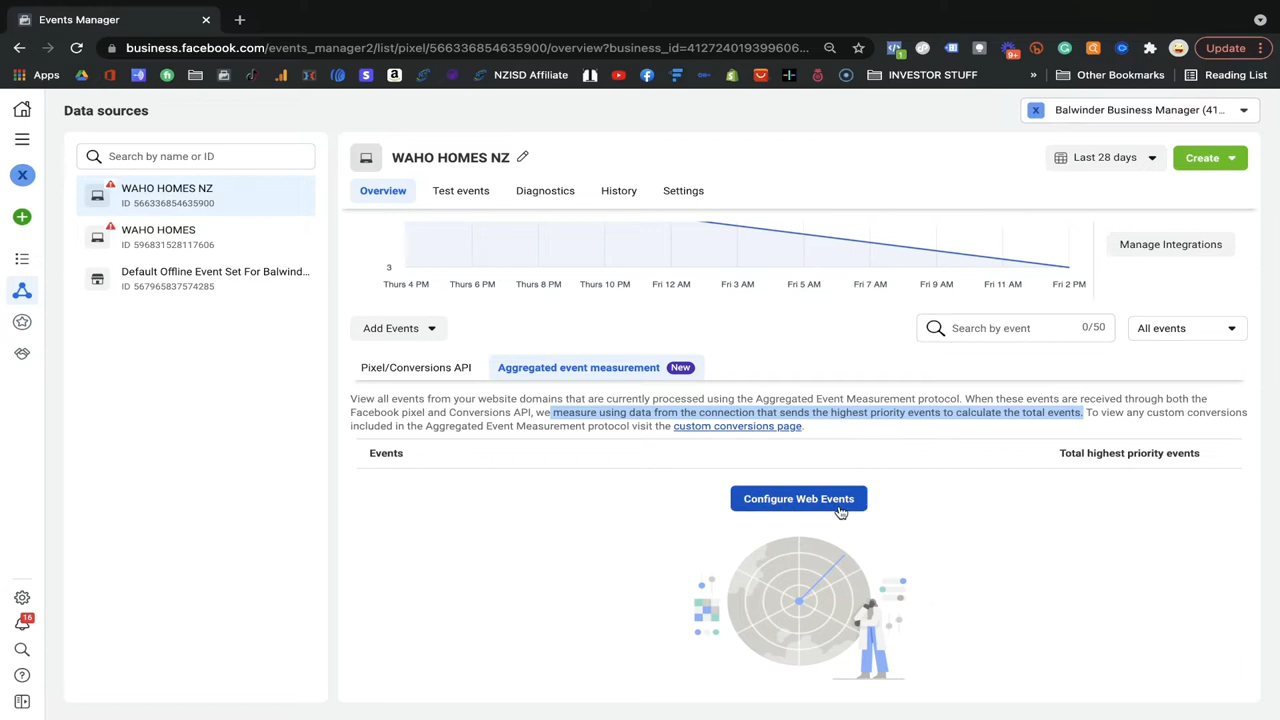 Events Manager
business.facebook.com/events_manager2/list/pixel/566336854635900/overview?business_id=412724019399606...
Update
Apps
NZISD Affiliate
INVESTOR STUFF
»
Other Bookmarks
Reading List
9+
Data sources
X
Balwinder Business Manager (41...
Search by name or ID
WAHO HOMES NZ
ID 566336854635900
WAHO HOMES
ID 596831528117606
Default Offline Event Set For Balwind...
ID 567965837574285
X
16
WAHO HOMES NZ
Last 28 days
Create
Overview
Test events
Diagnostics
History
Settings
3
Thurs 4 PM
Thurs 6 PM
Thurs 8 PM
Thurs 10 PM
Fri 12 AM
Fri 3 AM
Fri 5 AM
Fri 7 AM
Fri 9 AM
Fri 11 AM
Fri 2 PM
Manage Integrations
Add Events
Search by event
0/50
All events
Pixel/Conversions API
Aggregated event measurement
New
View all events from your website domains that are currently processed using the Aggregated Event Measurement protocol. When these events are received through both the
Facebook pixel and Conversions API, we measure using data from the connection that sends the highest priority events to calculate the total events. To view any custom conversions
included in the Aggregated Event Measurement protocol visit the custom conversions page.
Events
Total highest priority events
Configure Web Events